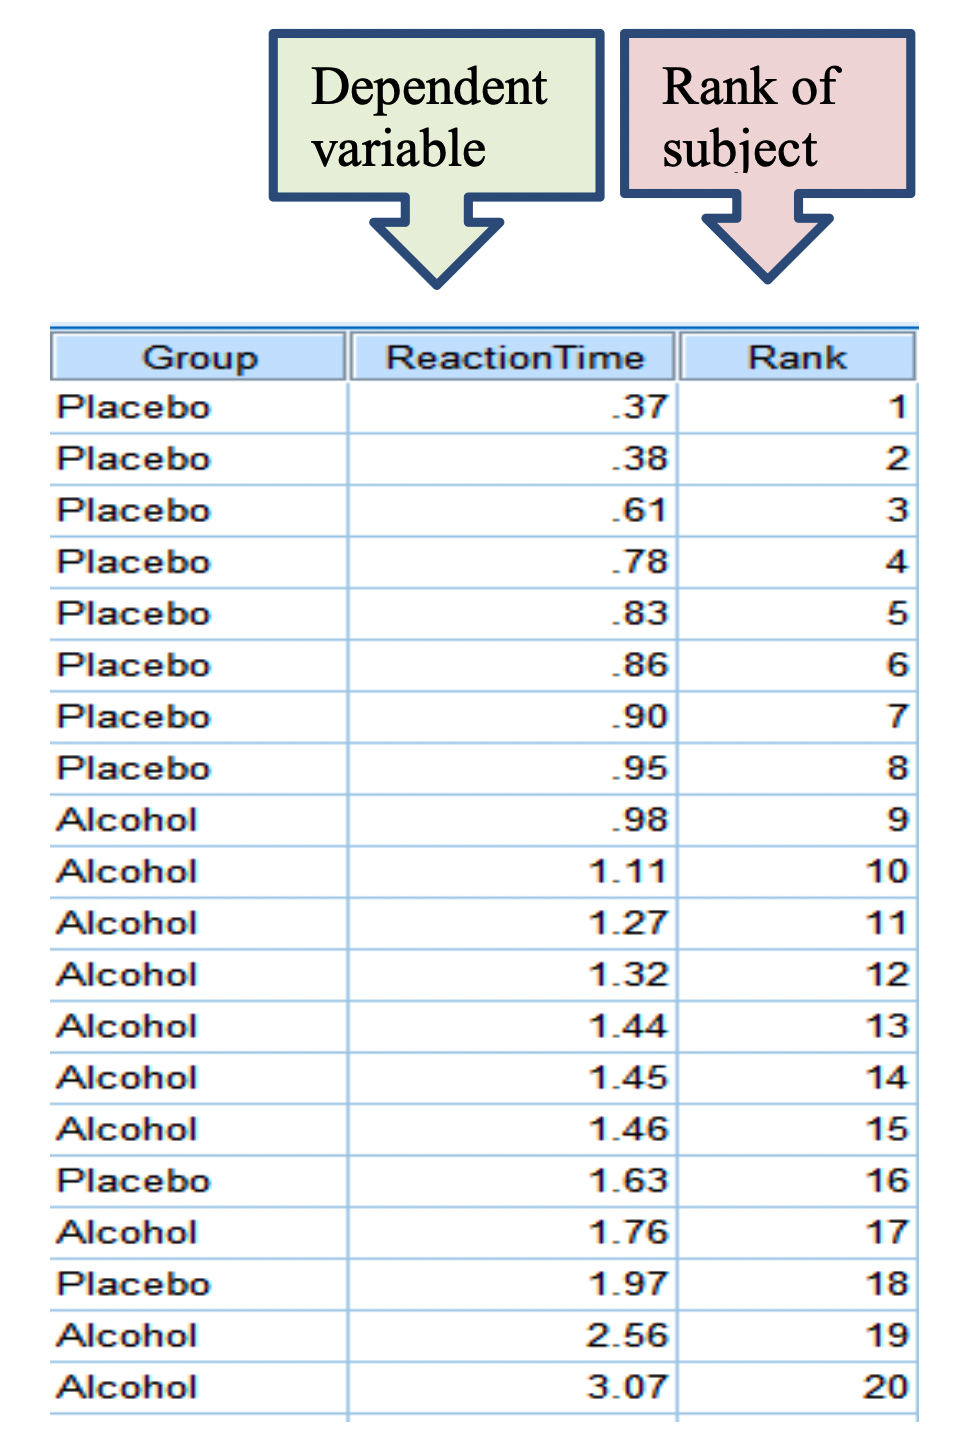 Dependent
variable
Rank of
subject
Group ReactionTime Rank
Placebo .37 1
Placebo .38 2
Placebo .61 3
Placebo .78 4
Placebo .83 5
Placebo .86 6
Placebo .90 7
Placebo .95 8
Alcohol .98 9
Alcohol 1.11 10
Alcohol 1.27 11
Alcohol 1.32 12
Alcohol 1.44 13
Alcohol 1.45 14
Alcohol 1.46 15
Placebo 1.63 16
Alcohol 1.76 17
Placebo 1.97 18
Alcohol 2.56 19
Alcohol 3.07 20